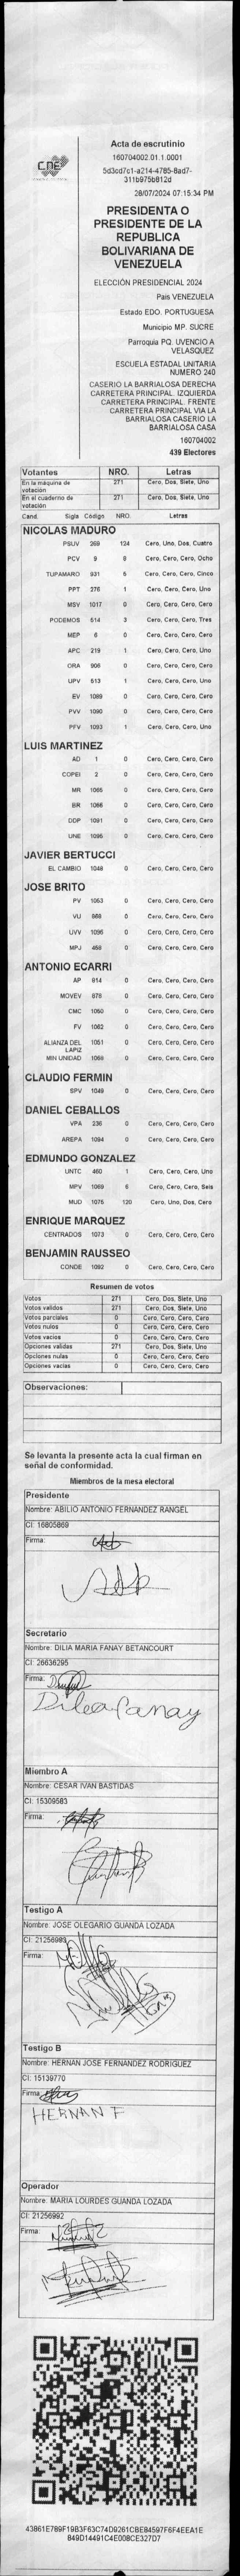 CNE
Acta de escrutinio
160704002.01.1.0001
5d3cd7c1-a214-4785-8ad7-
311b975b812d
28/07/2024 07:15:34 PM
PRESIDENTA O
PRESIDENTE DE LA
REPUBLICA
BOLIVARIANA DE
VENEZUELA
ELECCIÓN PRESIDENCIAL 2024
Pais VENEZUELA
Estado EDO. PORTUGUESA
Municipio MP. SUCRE
Parroquia PQ. UVENCIO A
VELASQUEZ
ESCUELA ESTADAL UNITARIA
NUMERO 240
CASERIO LA BARRIALOSA DERECHA
CARRETERA PRINCIPAL. IZQUIERDA
CARRETERA PRINCIPAL. FRENTE
CARRETERA PRINCIPAL VIA LA
BARRIALOSA CASERIO LA
BARRIALOSA CASA
160704002
439 Electores
Votantes NRO. Letras
En la máquina de votación 271 Cero, Dos, Siete, Uno
En el cuaderno de votación 271 Cero, Dos, Siete, Uno
Cand. Sigla Código NRO. Letras
NICOLAS MADURO
PSUV 269 124 Cero, Uno, Dos, Cuatro
PCV 9 8 Cero, Cero, Cero, Ocho
TUPAMARO 931 5 Cero, Cero, Cero, Cinco
PPT 276 1 Cero, Cero, Cero, Uno
MSV 1017 0 Cero, Cero, Cero, Cero
PODEMOS 514 3 Cero, Cero, Cero, Tres
MEP 6 0 Cero, Cero, Cero, Cero
APC 219 1 Cero, Cero, Cero, Uno
ORA 906 0 Cero, Cero, Cero, Cero
UPV 613 1 Cero, Cero, Cero, Uno
EV 1089 0 Cero, Cero, Cero, Cero
PVV 1090 0 Cero, Cero, Cero, Cero
PFV 1093 1 Cero, Cero, Cero, Uno
LUIS MARTINEZ
AD 1 0 Cero, Cero, Cero, Cero
COPEI 2 0 Cero, Cero, Cero, Cero
MR 1065 0 Cero, Cero, Cero, Cero
BR 1066 0 Cero, Cero, Cero, Cero
DDP 1091 0 Cero, Cero, Cero, Cero
UNE 1095 0 Cero, Cero, Cero, Cero
JAVIER BERTUCCI
EL CAMBIO 1048 0 Cero, Cero, Cero, Cero
JOSE BRITO
PV 1053 0 Cero, Cero, Cero, Cero
VU 869 0 Cero, Cero, Cero, Cero
UVV 1096 0 Cero, Cero, Cero, Cero
MPJ 468 0 Cero, Cero, Cero, Cero
ANTONIO ECARRI
AP 814 0 Cero, Cero, Cero, Cero
MOVEV 878 0 Cero, Cero, Cero, Cero
CMC 1050 0 Cero, Cero, Cero, Cero
FV 1062 0 Cero, Cero, Cero, Cero
ALIANZA DEL LAPIZ 1051 0 Cero, Cero, Cero, Cero
MIN UNIDAD 1069 0 Cero, Cero, Cero, Cero
CLAUDIO FERMIN
SPV 1049 0 Cero, Cero, Cero, Cero
DANIEL CEBALLOS
VPA 236 0 Cero, Cero, Cero, Cero
AREPA 1094 0 Cero, Cero, Cero, Cero
EDMUNDO GONZALEZ
UNTC 460 1 Cero, Cero, Cero, Uno
MPV 1069 6 Cero, Cero, Cero, Seis
MUD 1076 120 Cero, Uno, Dos, Cero
ENRIQUE MARQUEZ
CENTRADOS 1073 0 Cero, Cero, Cero, Cero
BENJAMIN RAUSSEO
CONDE 1092 0 Cero, Cero, Cero, Cero
Resumen de votos
Votos 271 Cero, Dos, Siete, Uno
Votos validos 271 Cero, Dos, Siete, Uno
Votos parciales 0 Cero, Cero, Cero, Cero
Votos nulos 0 Cero, Cero, Cero, Cero
Votos vacios 0 Cero, Cero, Cero, Cero
Opciones validas 271 Cero, Dos, Siete, Uno
Opciones nulas 0 Cero, Cero, Cero, Cero
Opciones vacias 0 Cero, Cero, Cero, Cero
Observaciones:
Se levanta la presente acta la cual firman en
señal de conformidad.
Miembros de la mesa electoral
Presidente
Nombre: ABILIO ANTONIO FERNANDEZ RANGEL
CI: 16805869
Firma:
Secretario
Nombre: DILIA MARIA FANAY BETANCOURT
CI: 26636295
Firma:
Dilea fanay
Miembro A
Nombre: CESAR IVAN BASTIDAS
CI: 15309583
Firma:
Testigo A
Nombre: JOSE OLEGARIO GUANDA LOZADA
CI: 21256983
Firma:
Testigo B
Nombre: HERNAN JOSE FERNANDEZ RODRIGUEZ
CI: 15139770
Firma:
HERNAN F
Operador
Nombre: MARIA LOURDES GUANDA LOZADA
CI: 21256992
Firma:
43861E789F19B3F63C74D9261CBE84597F6F4EEA1E
849D14491C4E008CE327D7